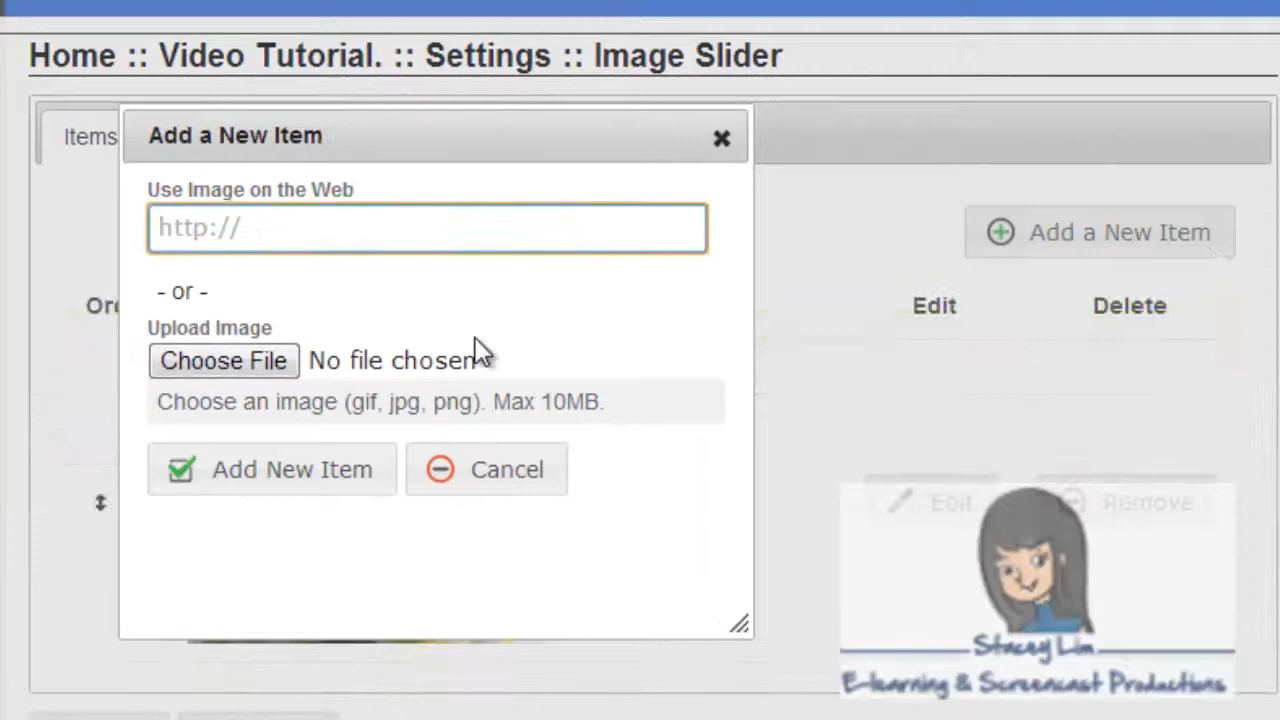 Home :: Video Tutorial. :: Settings :: Image Slider
Items
Add a New Item
Use Image on the Web
http://
- or -
Upload Image
Choose File No file chosen
Choose an image (gif, jpg, png). Max 10MB.
Add New Item
Cancel
Add a New Item
Edit
Delete
Edit
Remove
Stacey Lim
E-learning & Screencast Productions